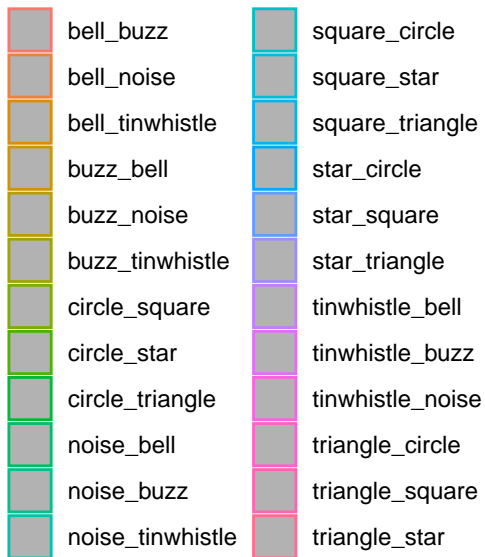 bell_buzz
bell_noise
bell_tinwhistle
buzz_bell
buzz_noise
buzz_tinwhistle
circle_square
circle_star
circle_triangle
noise_bell
noise_buzz
noise_tinwhistle
square_circle
square_star
square_triangle
star_circle
star_square
star_triangle
tinwhistle_bell
tinwhistle_buzz
tinwhistle_noise
triangle_circle
triangle_square
triangle_star